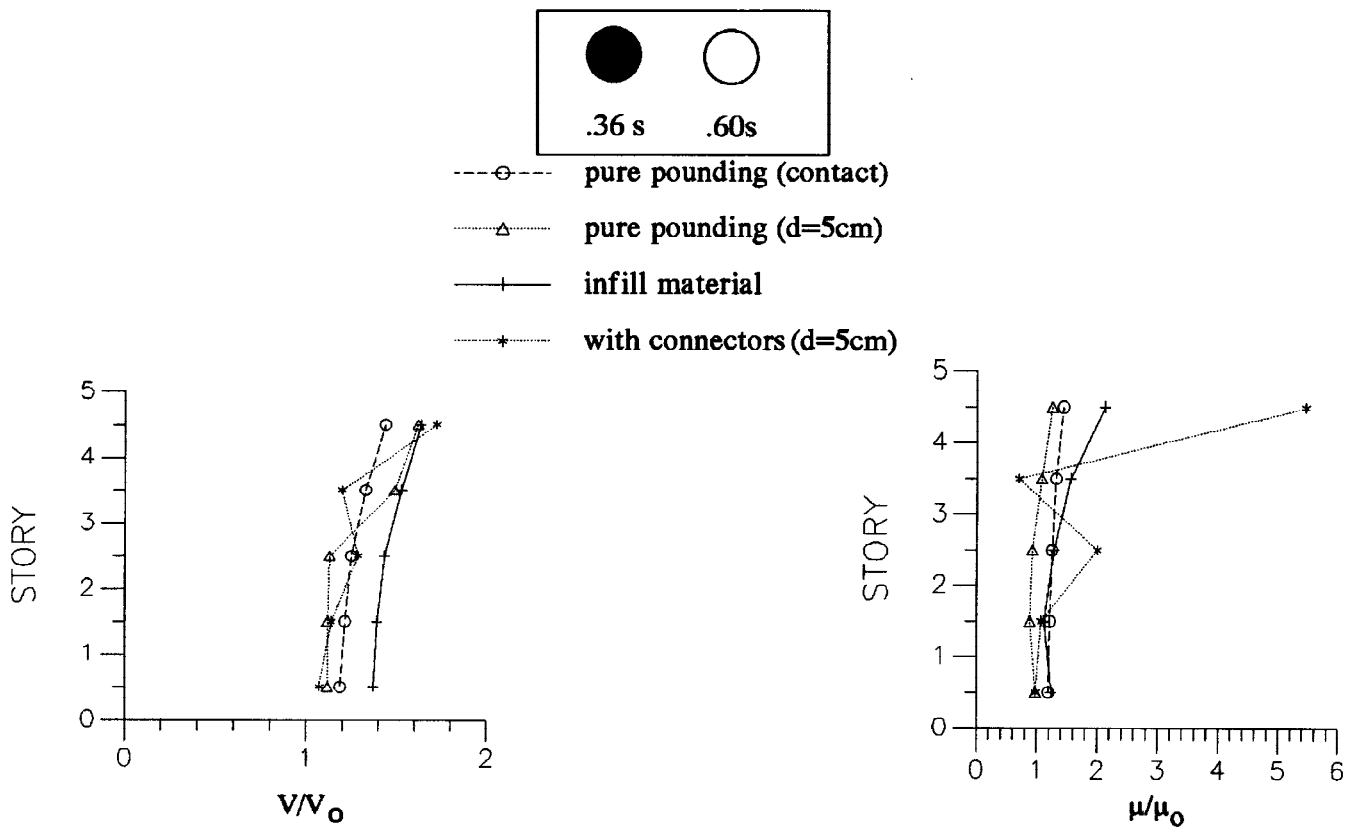 .36 s .60s
pure pounding (contact)
pure pounding (d=5cm)
infill material
with connectors (d=5cm)
5
4
3
2
1
0
STORY
0 1 2
V/Vo
5
4
3
2
1
0
STORY
0 1 2 3 4 5 6
μ/μo